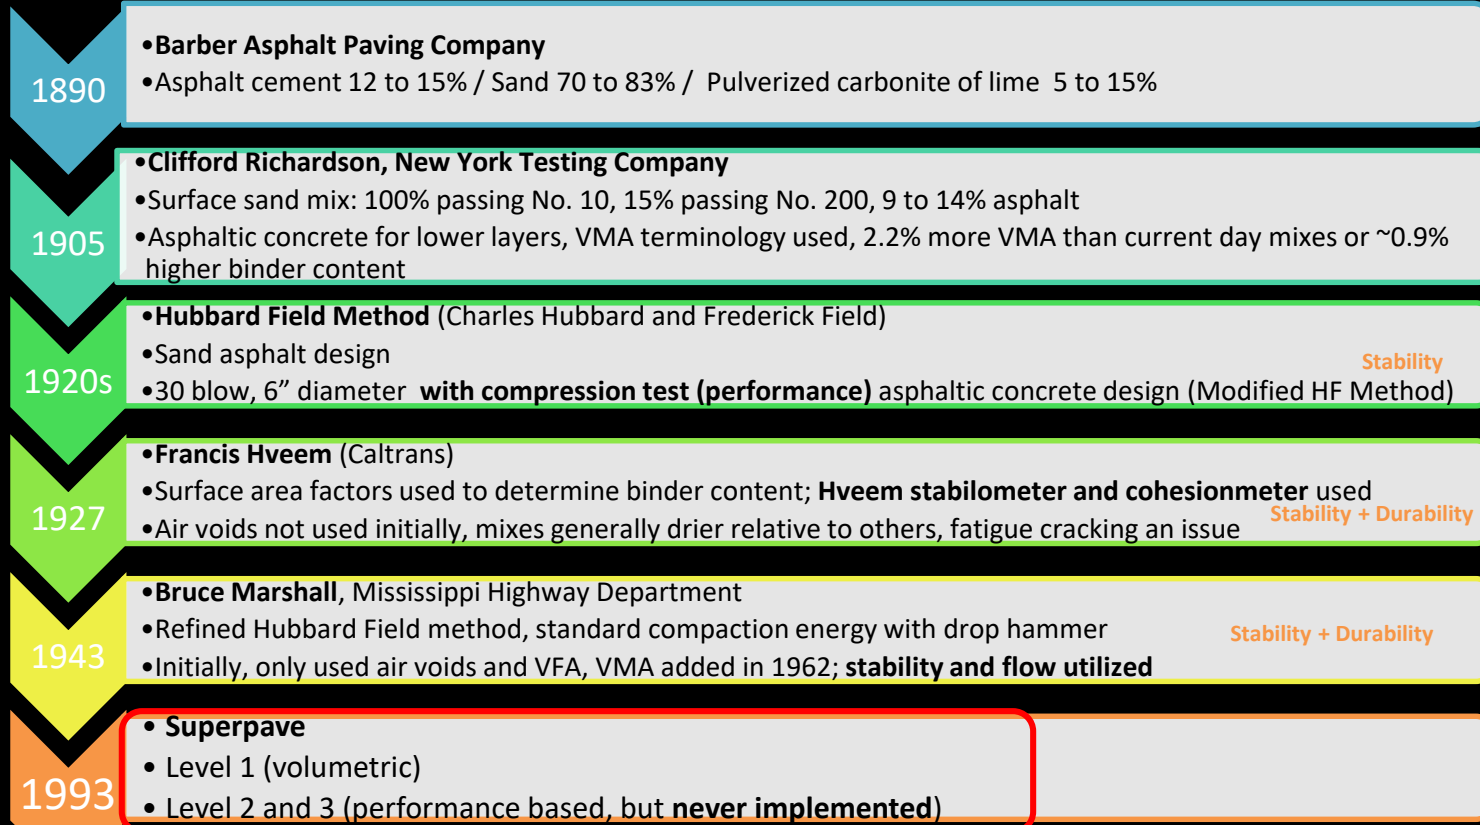 1890
•Barber Asphalt Paving Company
•Asphalt cement 12 to 15% / Sand 70 to 83% / Pulverized carbonite of lime 5 to 15%
1905
•Clifford Richardson, New York Testing Company
•Surface sand mix: 100% passing No. 10, 15% passing No. 200, 9 to 14% asphalt
•Asphaltic concrete for lower layers, VMA terminology used, 2.2% more VMA than current day mixes or ~0.9%
higher binder content
1920s
•Hubbard Field Method (Charles Hubbard and Frederick Field)
•Sand asphalt design
Stability
•30 blow, 6” diameter with compression test (performance) asphaltic concrete design (Modified HF Method)
1927
•Francis Hveem (Caltrans)
•Surface area factors used to determine binder content; Hveem stabilometer and cohesionmeter used
•Air voids not used initially, mixes generally drier relative to others, fatigue cracking an issue
Stability + Durability
1943
•Bruce Marshall, Mississippi Highway Department
•Refined Hubbard Field method, standard compaction energy with drop hammer
Stability + Durability
•Initially, only used air voids and VFA, VMA added in 1962; stability and flow utilized
1993
• Superpave
• Level 1 (volumetric)
• Level 2 and 3 (performance based, but never implemented)